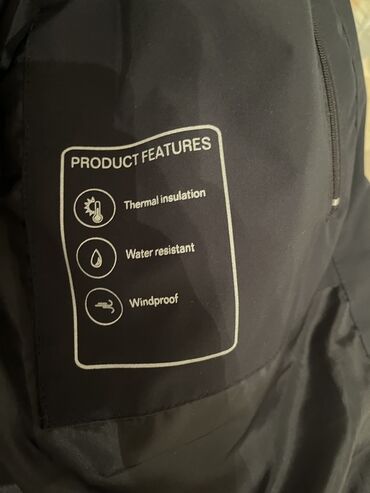 PRODUCT FEATURES
Thermal insulation
Water resistant
Windproof